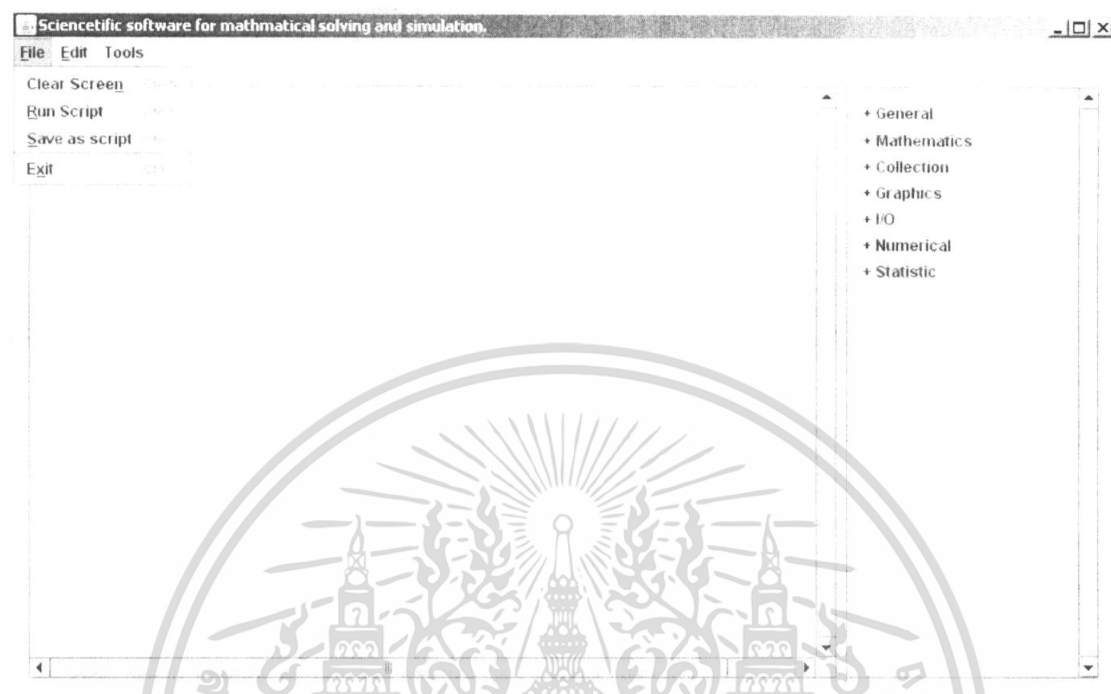 Sciencetific software for mathmatical solving and simulation.
File Edit Tools
Clear Screen
Run Script
Save as script
Exit
+ General
+ Mathematics
+ Collection
+ Graphics
+ I/O
+ Numerical
+ Statistic